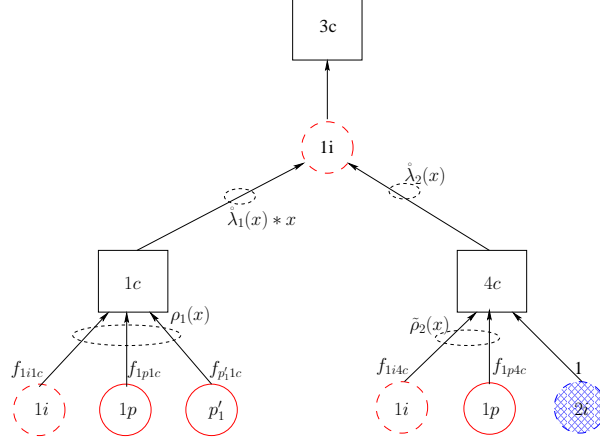 3c
1i
λ̊₂(x)
λ̊₁(x) ∗ x
1c
4c
ρ₁(x)
ρ̃₂(x)
f₁ᵢ₁c
f₁ₚ₁c
f_{p′₁1c}
f₁ᵢ₄c
f₁ₚ₄c
1
1i
1p
p′₁
1i
1p
2i